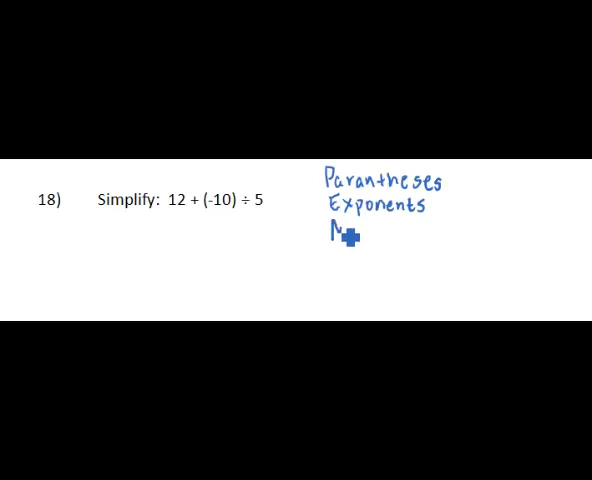 18) Simplify: 12 + (-10) ÷ 5
Parantheses
Exponents